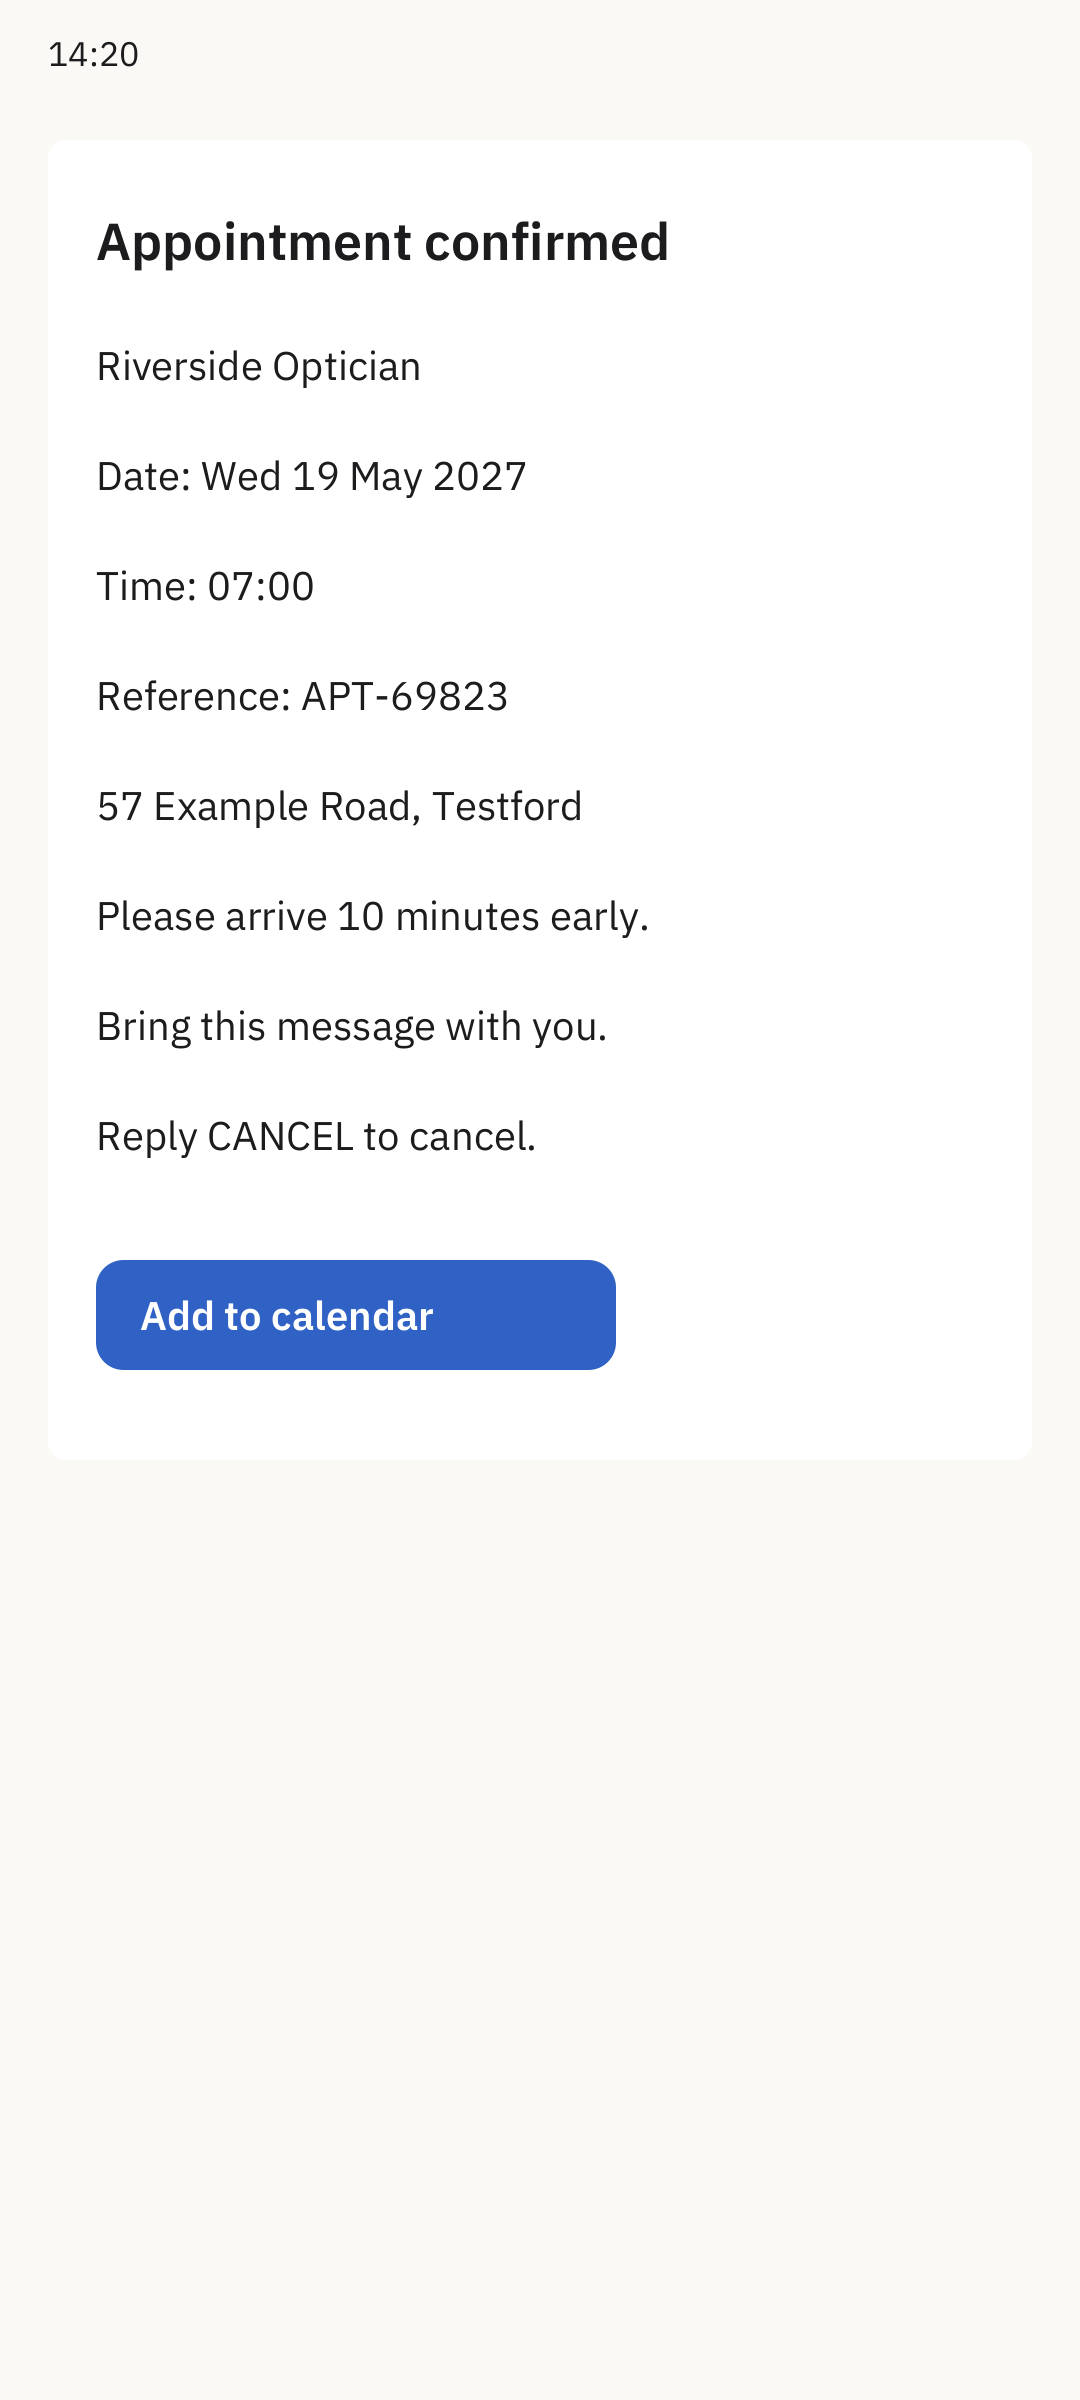 14:20
Appointment confirmed
Riverside Optician
Date: Wed 19 May 2027
Time: 07:00
Reference: APT-69823
57 Example Road, Testford
Please arrive 10 minutes early.
Bring this message with you.
Reply CANCEL to cancel.
Add to calendar